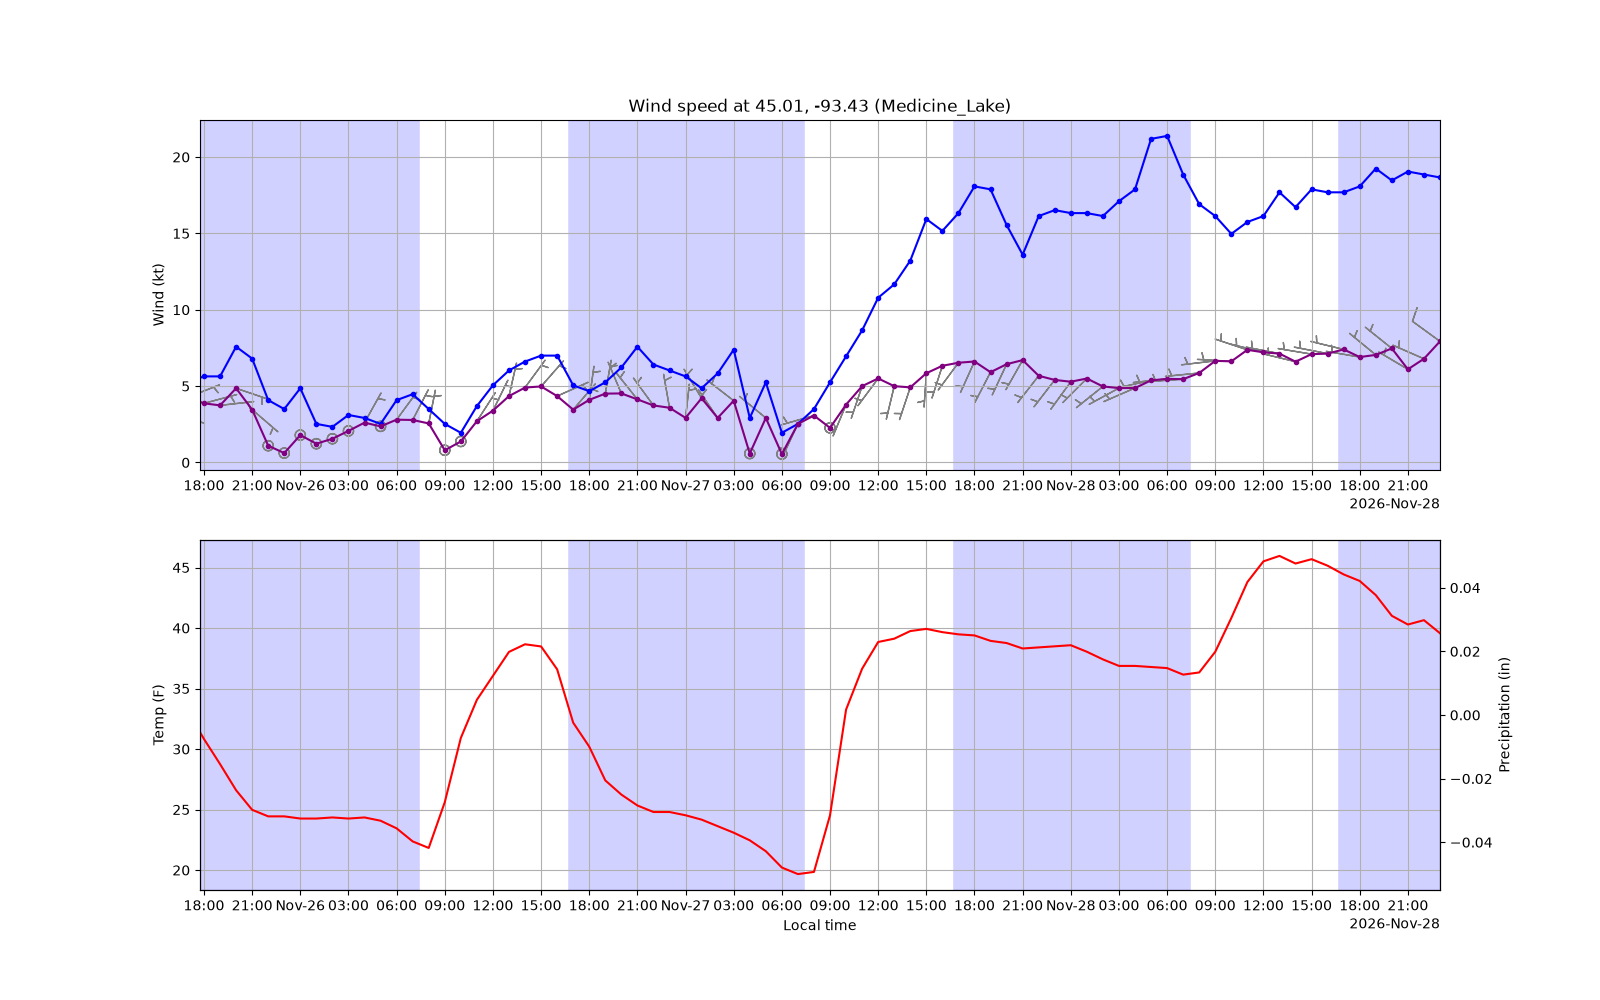 Wind speed at 45.01, -93.43 (Medicine_Lake)
Wind (kt)
20
15
10
5
0
18:00 21:00 Nov-26 03:00 06:00 09:00 12:00 15:00 18:00 21:00 Nov-27 03:00 06:00 09:00 12:00 15:00 18:00 21:00 Nov-28 03:00 06:00 09:00 12:00 15:00 18:00 21:00
2026-Nov-28
Temp (F)
45
40
35
30
25
20
0.04
0.02
0.00
−0.02
−0.04
Precipitation (in)
18:00 21:00 Nov-26 03:00 06:00 09:00 12:00 15:00 18:00 21:00 Nov-27 03:00 06:00 09:00 12:00 15:00 18:00 21:00 Nov-28 03:00 06:00 09:00 12:00 15:00 18:00 21:00
Local time
2026-Nov-28